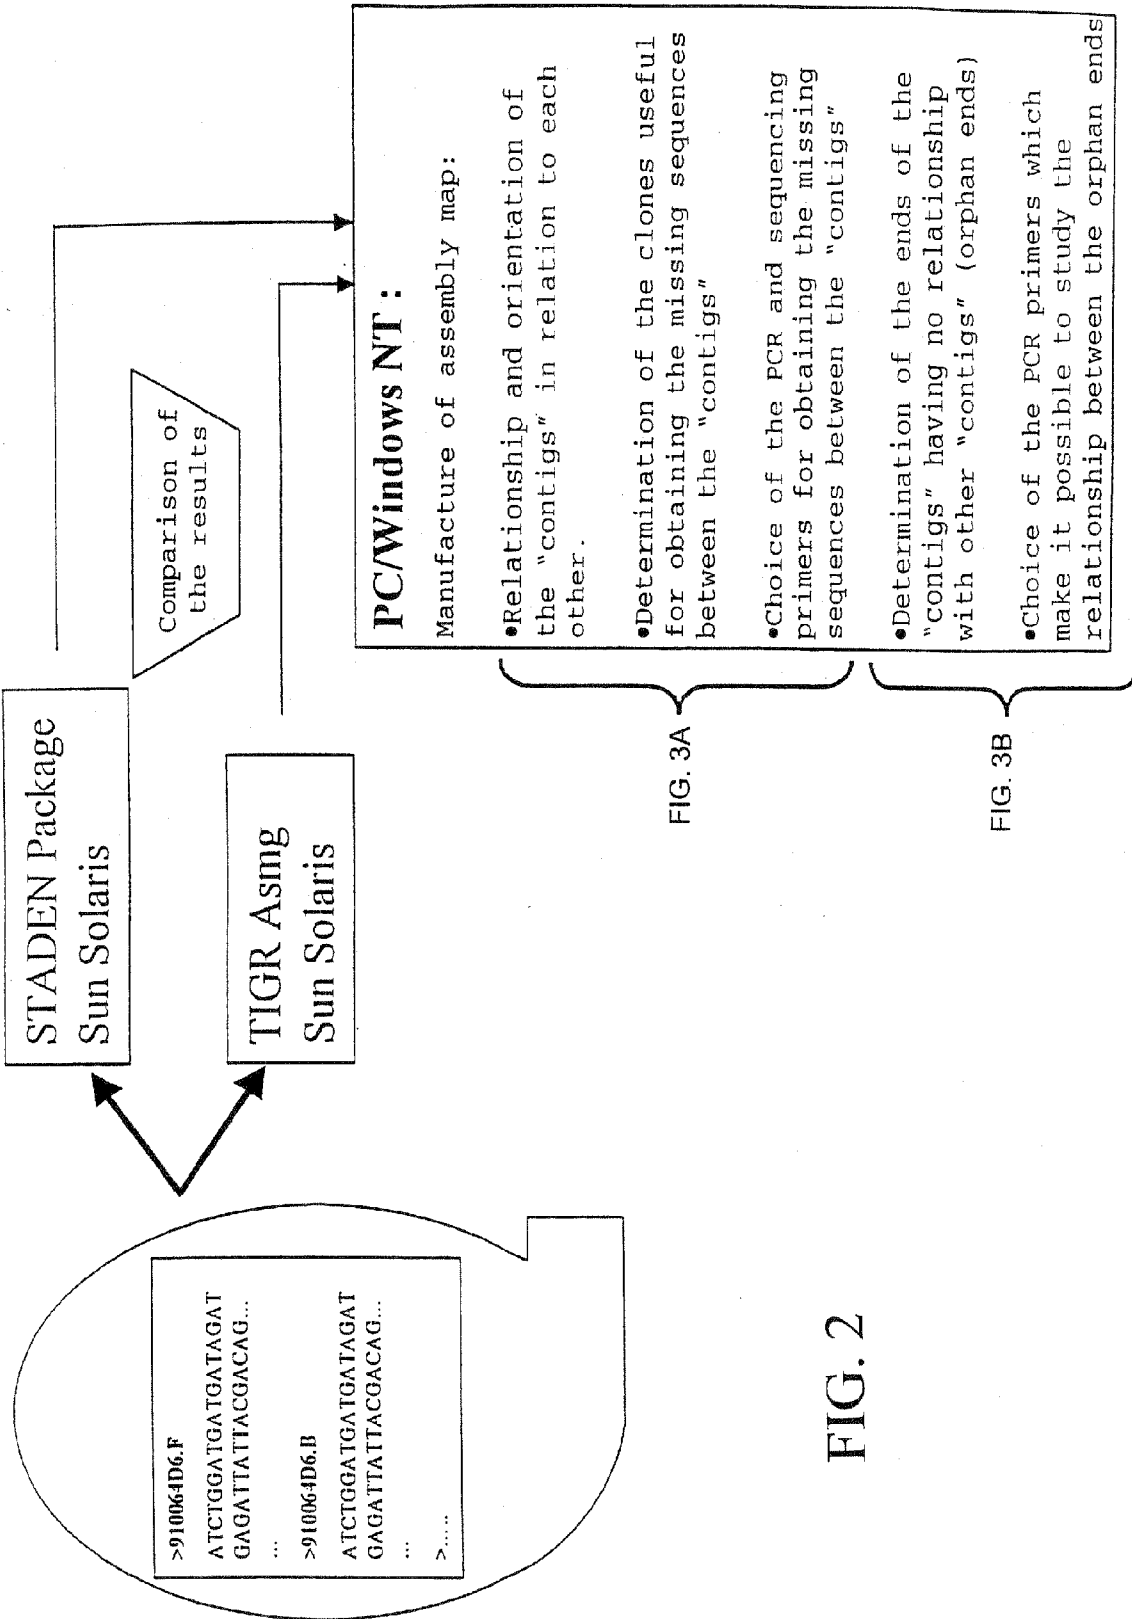 >910064D6.F
ATCTGGATGATGATAGAT
GAGATTATTACGACAG...
...
>910064D6.B
ATCTGGATGATGATAGAT
GAGATTATTACGACAG...
...
>.....
STADEN Package
Sun Solaris
TIGR Asmg
Sun Solaris
Comparison of
the results
PC/Windows NT :
Manufacture of assembly map:
•Relationship and orientation of
the "contigs" in relation to each
other.
•Determination of the clones useful
for obtaining the missing sequences
between the "contigs"
•Choice of the PCR and sequencing
primers for obtaining the missing
sequences between the "contigs"
•Determination of the ends of the
"contigs" having no relationship
with other "contigs" (orphan ends)
•Choice of the PCR primers which
make it possible to study the
relationship between the orphan ends
FIG. 3A
FIG. 3B
FIG. 2